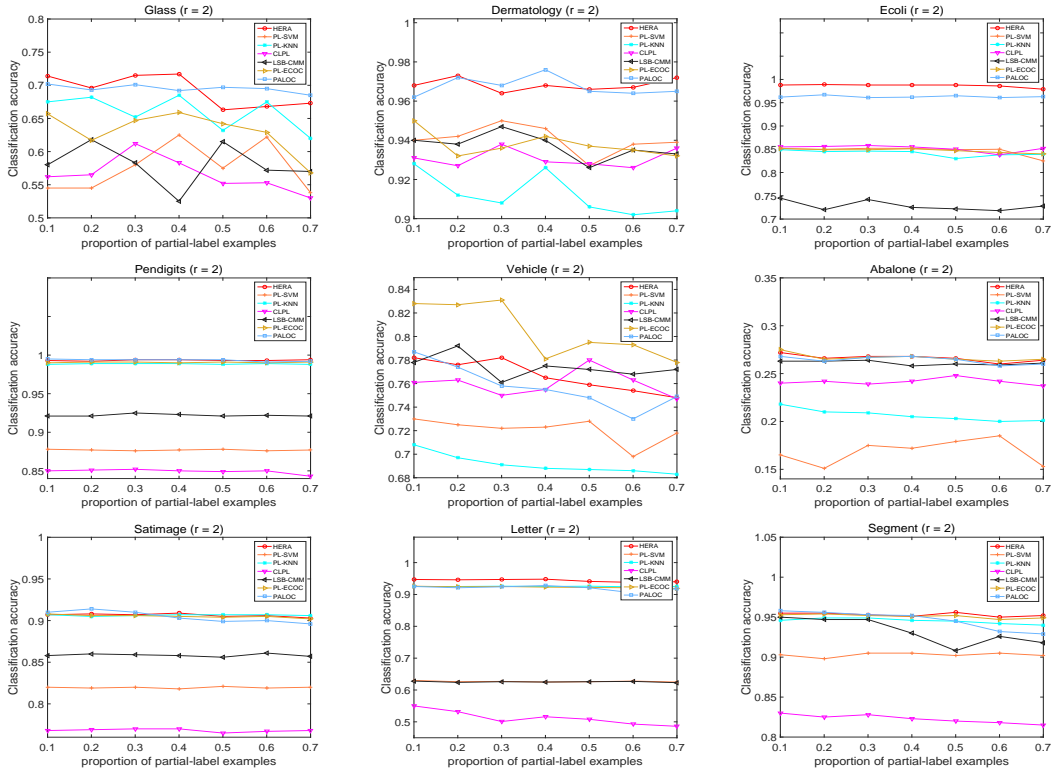 Glass (r = 2)
Classification accuracy
0.8
0.75
0.7
0.65
0.6
0.55
0.5
0.1 0.2 0.3 0.4 0.5 0.6 0.7
proportion of partial-label examples
HERA
PL-SVM
PL-KNN
CLPL
LSB-CMM
PL-ECOC
PALOC
Dermatology (r = 2)
Classification accuracy
1
0.98
0.96
0.94
0.92
0.9
0.1 0.2 0.3 0.4 0.5 0.6 0.7
proportion of partial-label examples
HERA
PL-SVM
PL-KNN
CLPL
LSB-CMM
PL-ECOC
PALOC
Ecoli (r = 2)
Classification accuracy
1
0.95
0.9
0.85
0.8
0.75
0.7
0.1 0.2 0.3 0.4 0.5 0.6 0.7
proportion of partial-label examples
HERA
PL-SVM
PL-KNN
CLPL
LSB-CMM
PL-ECOC
PALOC
Pendigits (r = 2)
Classification accuracy
1
0.95
0.9
0.85
0.1 0.2 0.3 0.4 0.5 0.6 0.7
proportion of partial-label examples
HERA
PL-SVM
PL-KNN
CLPL
LSB-CMM
PL-ECOC
PALOC
Vehicle (r = 2)
Classification accuracy
0.84
0.82
0.8
0.78
0.76
0.74
0.72
0.7
0.68
0.1 0.2 0.3 0.4 0.5 0.6 0.7
proportion of partial-label examples
HERA
PL-SVM
PL-KNN
CLPL
LSB-CMM
PL-ECOC
PALOC
Abalone (r = 2)
Classification accuracy
0.35
0.3
0.25
0.2
0.15
0.1 0.2 0.3 0.4 0.5 0.6 0.7
proportion of partial-label examples
HERA
PL-SVM
PL-KNN
CLPL
LSB-CMM
PL-ECOC
PALOC
Satimage (r = 2)
Classification accuracy
1
0.95
0.9
0.85
0.8
0.1 0.2 0.3 0.4 0.5 0.6 0.7
proportion of partial-label examples
HERA
PL-SVM
PL-KNN
CLPL
LSB-CMM
PL-ECOC
PALOC
Letter (r = 2)
Classification accuracy
1
0.9
0.8
0.7
0.6
0.5
0.1 0.2 0.3 0.4 0.5 0.6 0.7
proportion of partial-label examples
HERA
PL-SVM
PL-KNN
CLPL
LSB-CMM
PL-ECOC
PALOC
Segment (r = 2)
Classification accuracy
1.05
1
0.95
0.9
0.85
0.8
0.1 0.2 0.3 0.4 0.5 0.6 0.7
proportion of partial-label examples
HERA
PL-SVM
PL-KNN
CLPL
LSB-CMM
PL-ECOC
PALOC